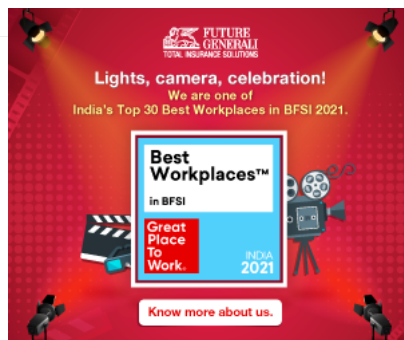 FUTURE
GENERALI
TOTAL INSURANCE SOLUTIONS
Lights, camera, celebration!
We are one of
India's Top 30 Best Workplaces in BFSI 2021.
Best
Workplaces™
in BFSI
Great
Place
To
Work®
INDIA
2021
Know more about us.